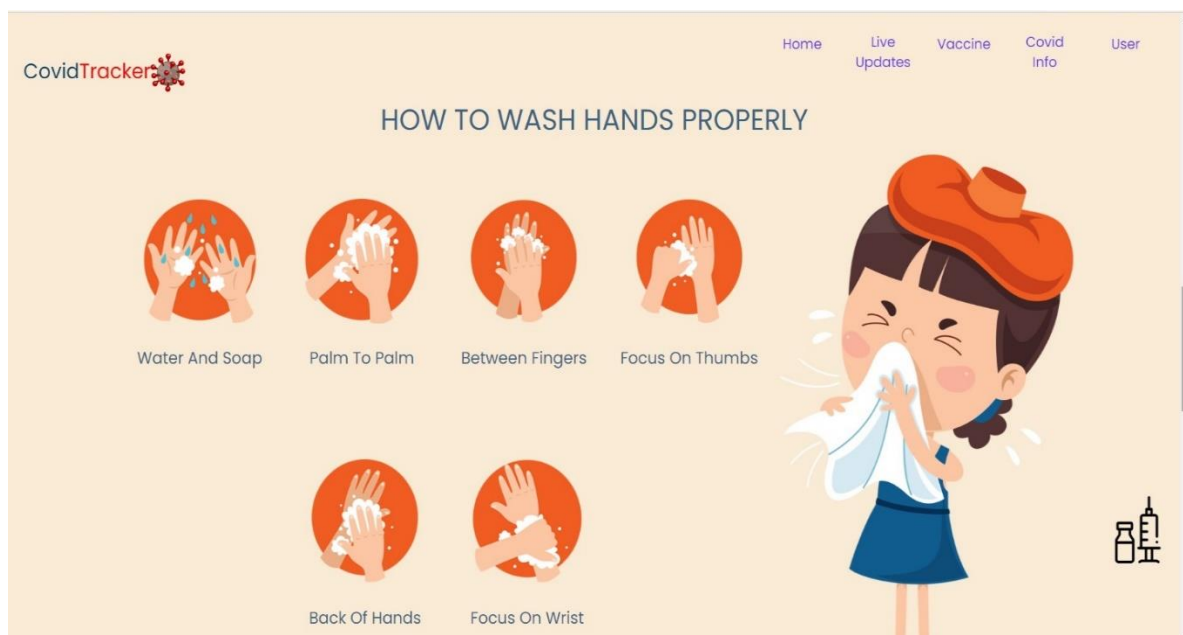 CovidTracker
Home
Live
Updates
Vaccine
Covid
Info
User
HOW TO WASH HANDS PROPERLY
Water And Soap
Palm To Palm
Between Fingers
Focus On Thumbs
Back Of Hands
Focus On Wrist